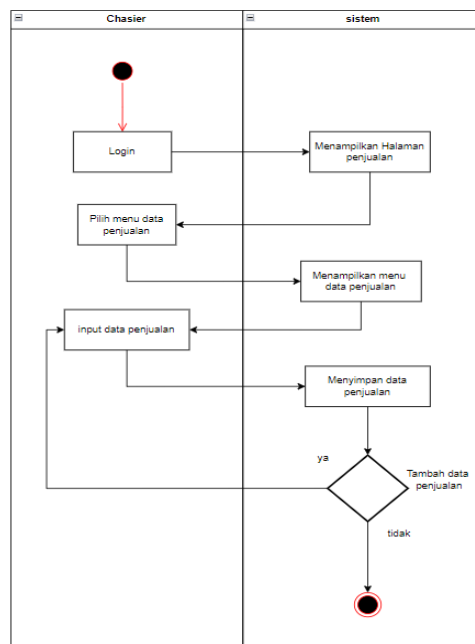 Chasier
sistem
Login
Menampilkan Halaman
penjualan
Pilih menu data
penjualan
Menampilkan menu
data penjualan
input data penjualan
Menyimpan data
penjualan
ya
Tambah data
penjualan
tidak